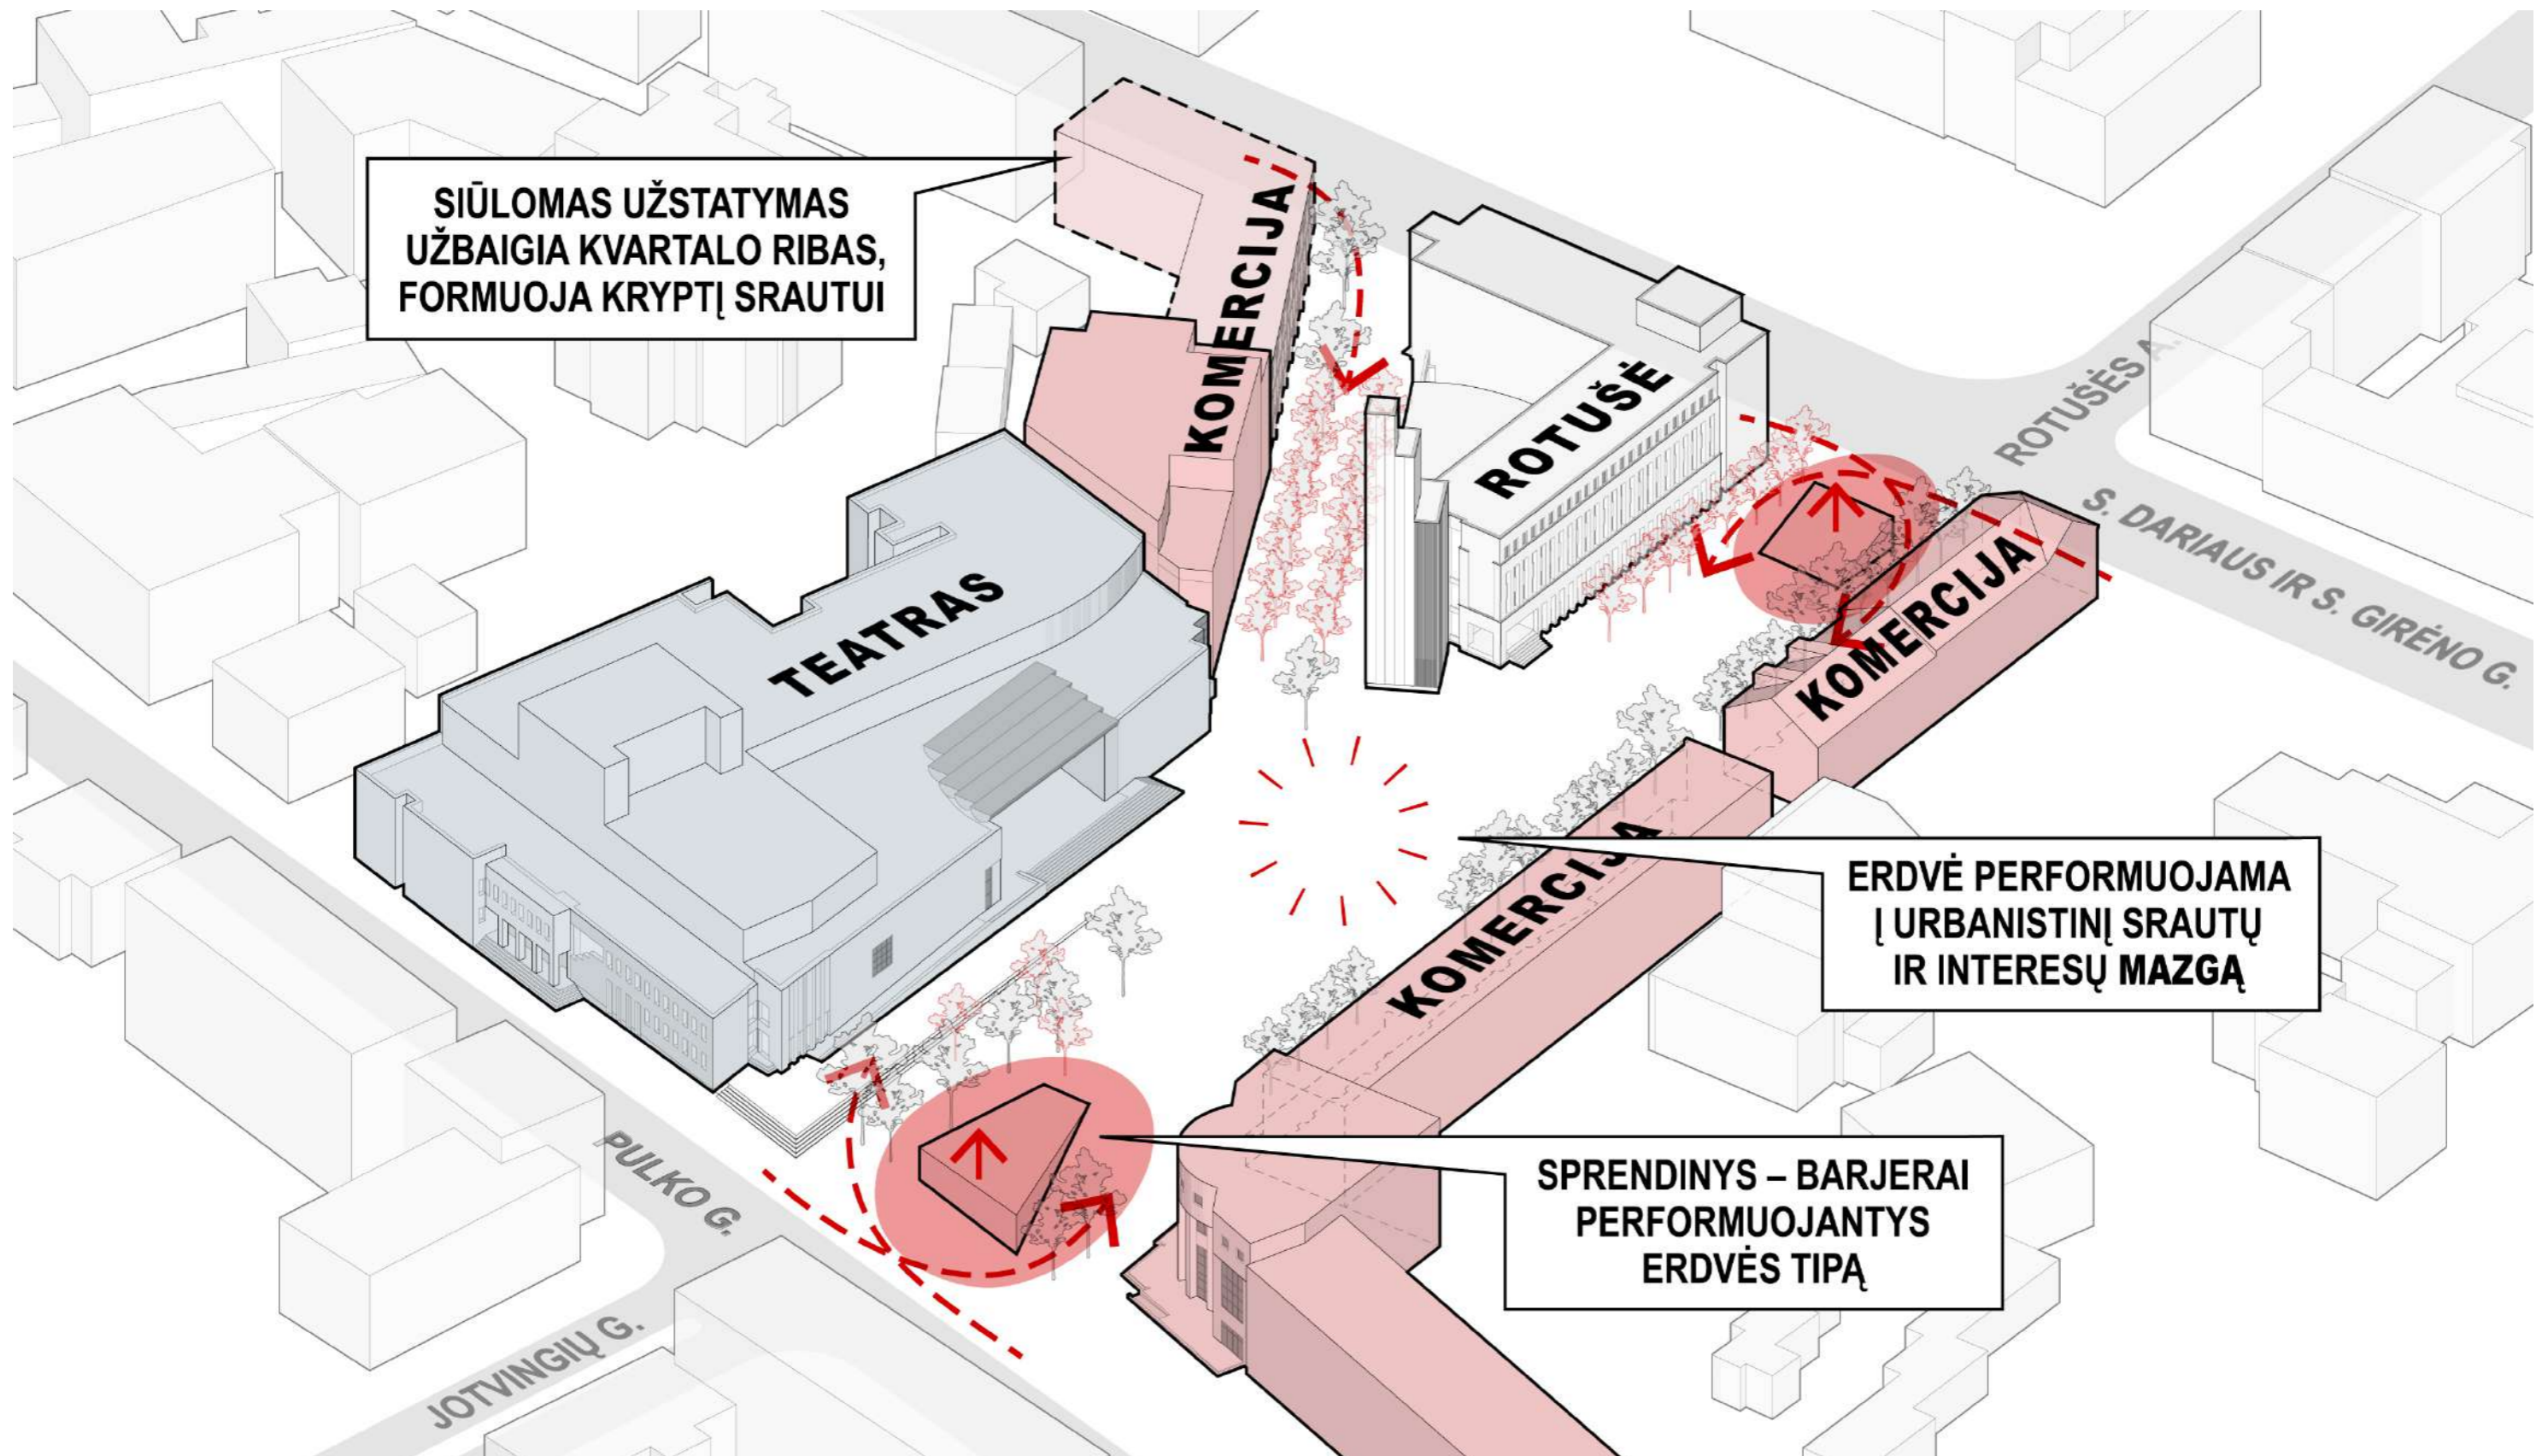 SIŪLOMAS UŽSTATYMAS
UŽBAIGIA KVARTALO RIBAS,
FORMUOJA KRYPTĮ SRAUTUI
KOMERCIJA
ROTUŠĖ
ROTUŠĖS A.
S. DARIAUS IR S. GIRĖNO G.
KOMERCIJA
TEATRAS
KOMERCIJA
ERDVĖ PERFORMUOJAMA
Į URBANISTINĮ SRAUTŲ
IR INTERESŲ MAZGĄ
SPRENDINYS – BARJERAI
PERFORMUOJANTYS
ERDVĖS TIPĄ
PULKO G.
JOTVINGIŲ G.